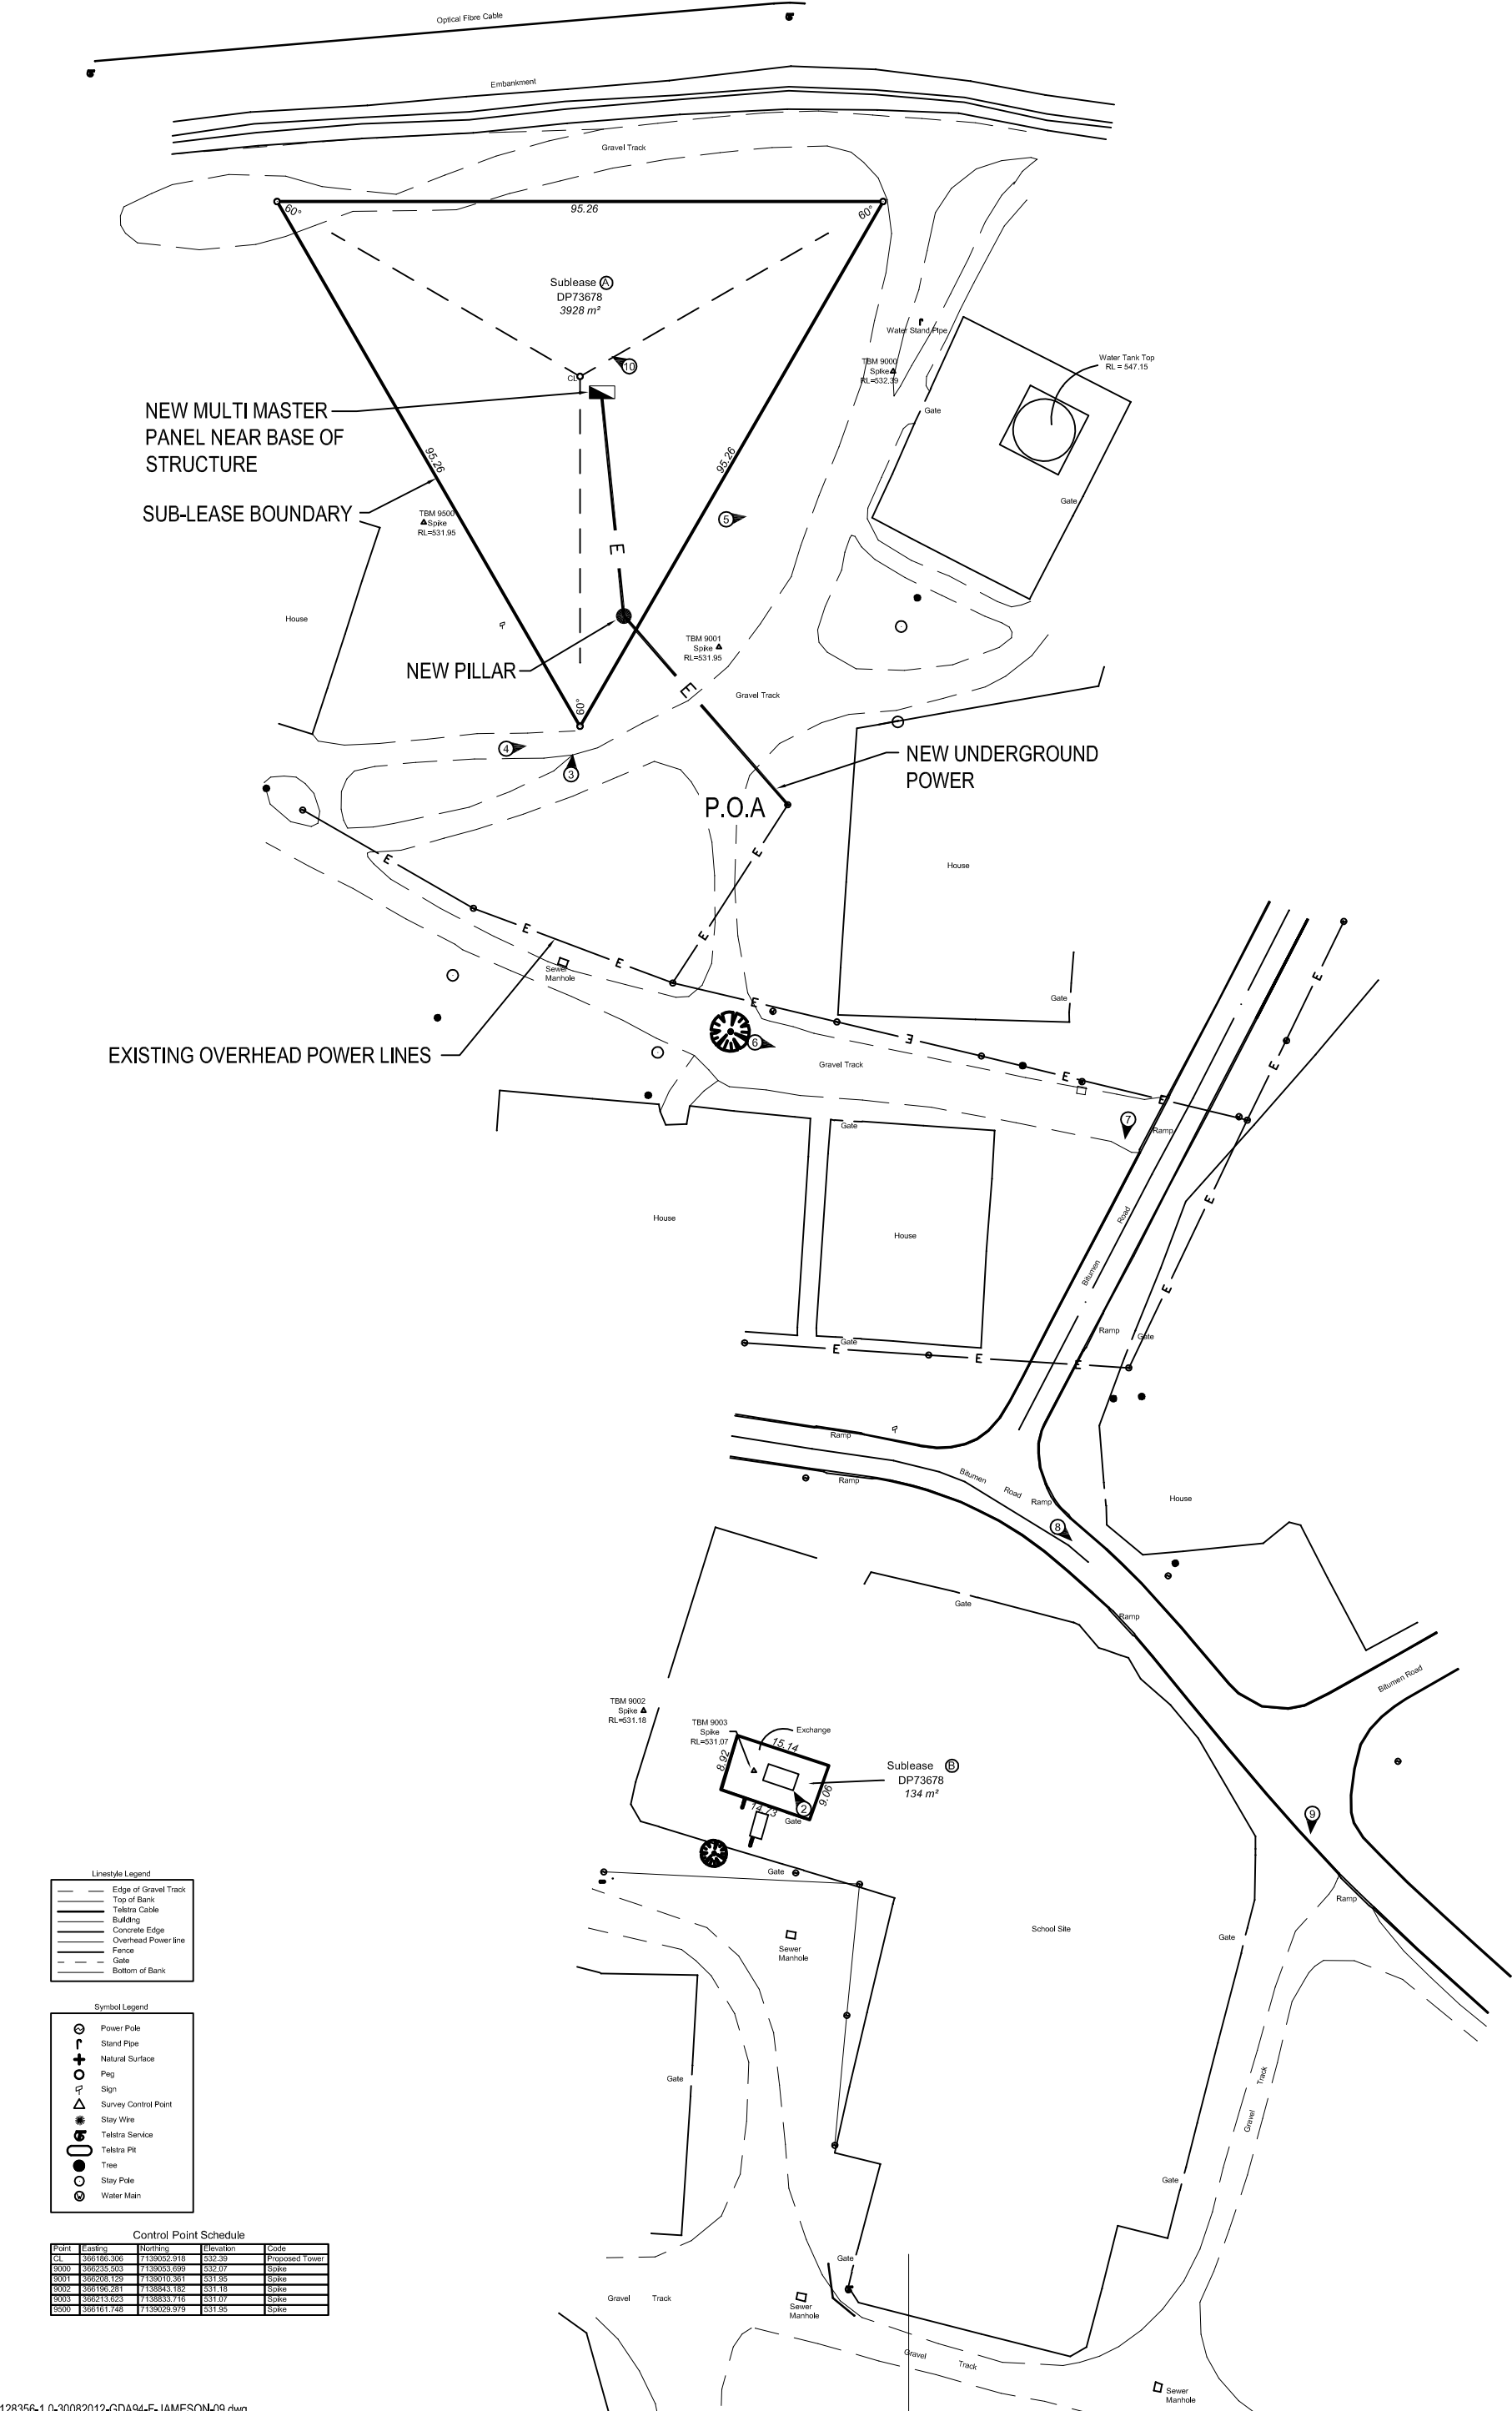 Optical Fibre Cable
Embankment
Gravel Track
60°
95.26
60°
Sublease A
DP73678
3928 m²
Water Stand Pipe
Water Tank Top
RL = 547.15
TBM 9000
Spike
RL=532.39
10
CL
Gate
NEW MULTI MASTER
PANEL NEAR BASE OF
STRUCTURE
95.26
95.26
Gate
SUB-LEASE BOUNDARY
TBM 9500
Spike
RL=531.95
5
E
House
TBM 9001
Spike
RL=531.95
NEW PILLAR
E
Gravel Track
60°
4
3
NEW UNDERGROUND
POWER
P.O.A
E
E
House
E
E
E
Sewer
Manhole
Gate
E
E
6
E
EXISTING OVERHEAD POWER LINES
Gravel Track
E
E
E
7
Ramp
Gate
House
House
Road
Bitumen
E
E
Ramp
Gate
Gate
E
E
E
Ramp
Bitumen
Road
Ramp
Ramp
House
8
Gate
Ramp
Bitumen Road
TBM 9002
Spike
RL=531.18
TBM 9003
Spike
RL=531.07
Exchange
15.14
8.92
9.06
14.73
2
Gate
Sublease B
DP73678
134 m²
9
Gate
Ramp
School Site
Gate
Sewer
Manhole
Linestyle Legend
Edge of Gravel Track
Top of Bank
Telstra Cable
Building
Concrete Edge
Overhead Power line
Fence
Gate
Bottom of Bank
Symbol Legend
Power Pole
Stand Pipe
Natural Surface
Peg
Sign
Survey Control Point
Stay Wire
Telstra Service
Telstra Pit
Tree
Stay Pole
Water Main
Gate
Track
Gravel
Gate
Control Point Schedule
Point Easting Northing Elevation Code
CL 366186.306 7139052.918 532.39 Proposed Tower
9000 366235.503 7139053.699 532.07 Spike
9001 366208.129 7139010.361 531.95 Spike
9002 366196.281 7138843.182 531.18 Spike
9003 366213.623 7138833.716 531.07 Spike
9500 366161.748 7139029.979 531.95 Spike
Gate
Gravel Track
Sewer
Manhole
Gravel Track
Sewer
Manhole
128356-1.0-30082012-GDA94-F-JAMESON-09.dwg